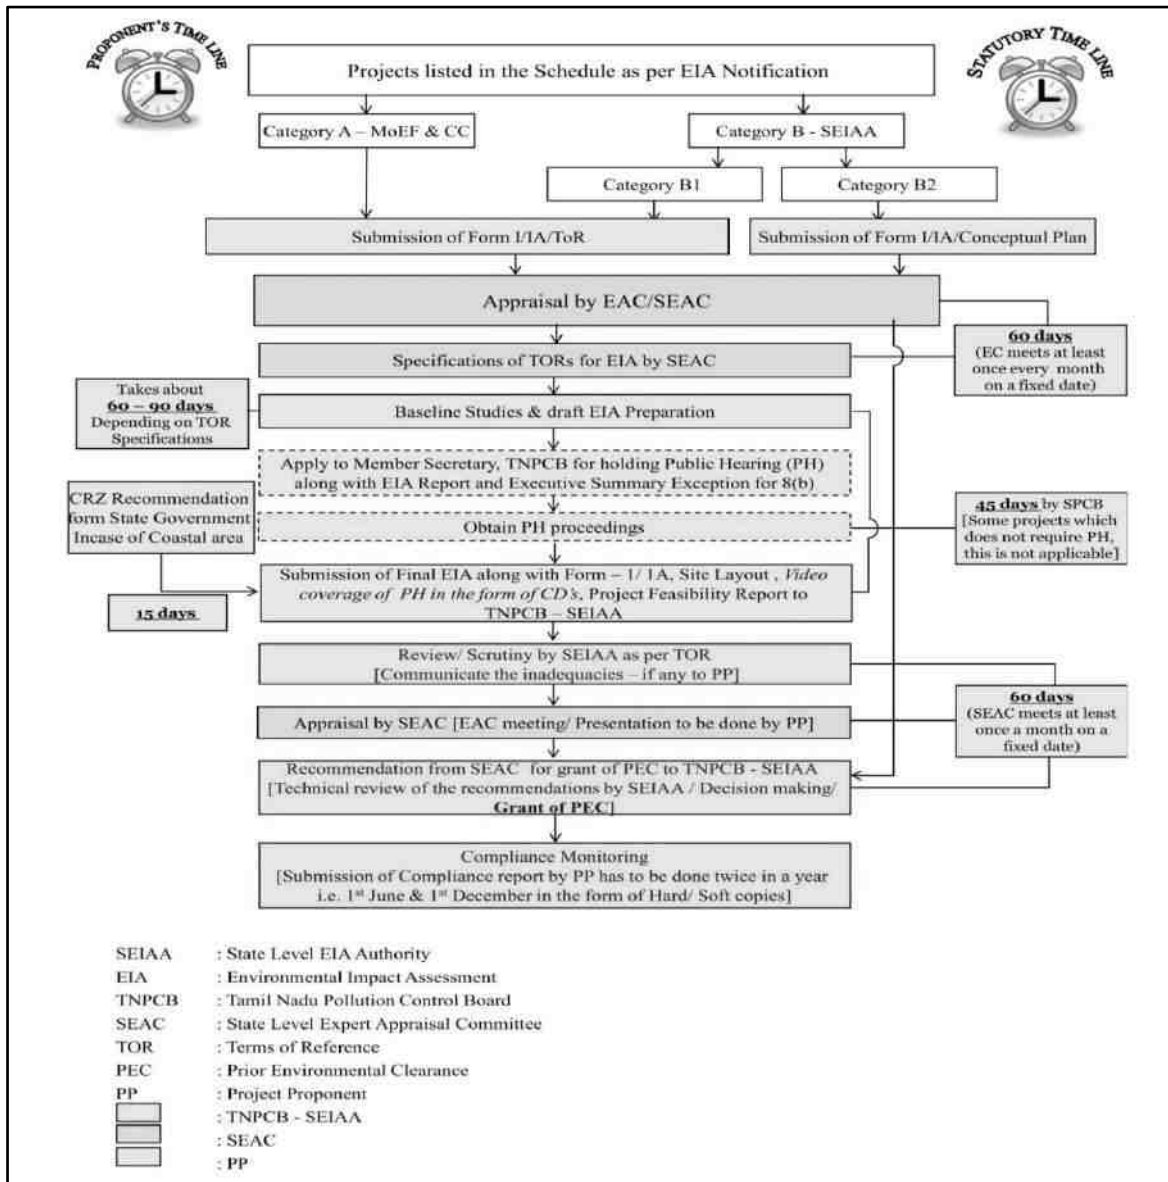 PROPONENT'S TIME LINE
STATUTORY TIME LINE
Projects listed in the Schedule as per EIA Notification
Category A – MoEF & CC
Category B - SEIAA
Category B1
Category B2
Submission of Form I/IA/ToR
Submission of Form I/IA/Conceptual Plan
Appraisal by EAC/SEAC
60 days
(EC meets at least
once every month
on a fixed date)
Specifications of TORs for EIA by SEAC
Takes about
60 – 90 days
Depending on TOR
Specifications
Baseline Studies & draft EIA Preparation
Apply to Member Secretary, TNPCB for holding Public Hearing (PH)
along with EIA Report and Executive Summary Exception for 8(b)
CRZ Recommendation
form State Government
Incase of Coastal area
Obtain PH proceedings
45 days by SPCB
[Some projects which
does not require PH,
this is not applicable]
15 days
Submission of Final EIA along with Form – 1/ 1A, Site Layout , Video
coverage of PH in the form of CD's, Project Feasibility Report to
TNPCB – SEIAA
Review/ Scrutiny by SEIAA as per TOR
[Communicate the inadequacies – if any to PP]
60 days
(SEAC meets at least
once a month on a
fixed date)
Appraisal by SEAC [EAC meeting/ Presentation to be done by PP]
Recommendation from SEAC for grant of PEC to TNPCB - SEIAA
[Technical review of the recommendations by SEIAA / Decision making/
Grant of PEC]
Compliance Monitoring
[Submission of Compliance report by PP has to be done twice in a year
i.e. 1st June & 1st December in the form of Hard/ Soft copies]
SEIAA : State Level EIA Authority
EIA : Environmental Impact Assessment
TNPCB : Tamil Nadu Pollution Control Board
SEAC : State Level Expert Appraisal Committee
TOR : Terms of Reference
PEC : Prior Environmental Clearance
PP : Project Proponent
: TNPCB - SEIAA
: SEAC
: PP